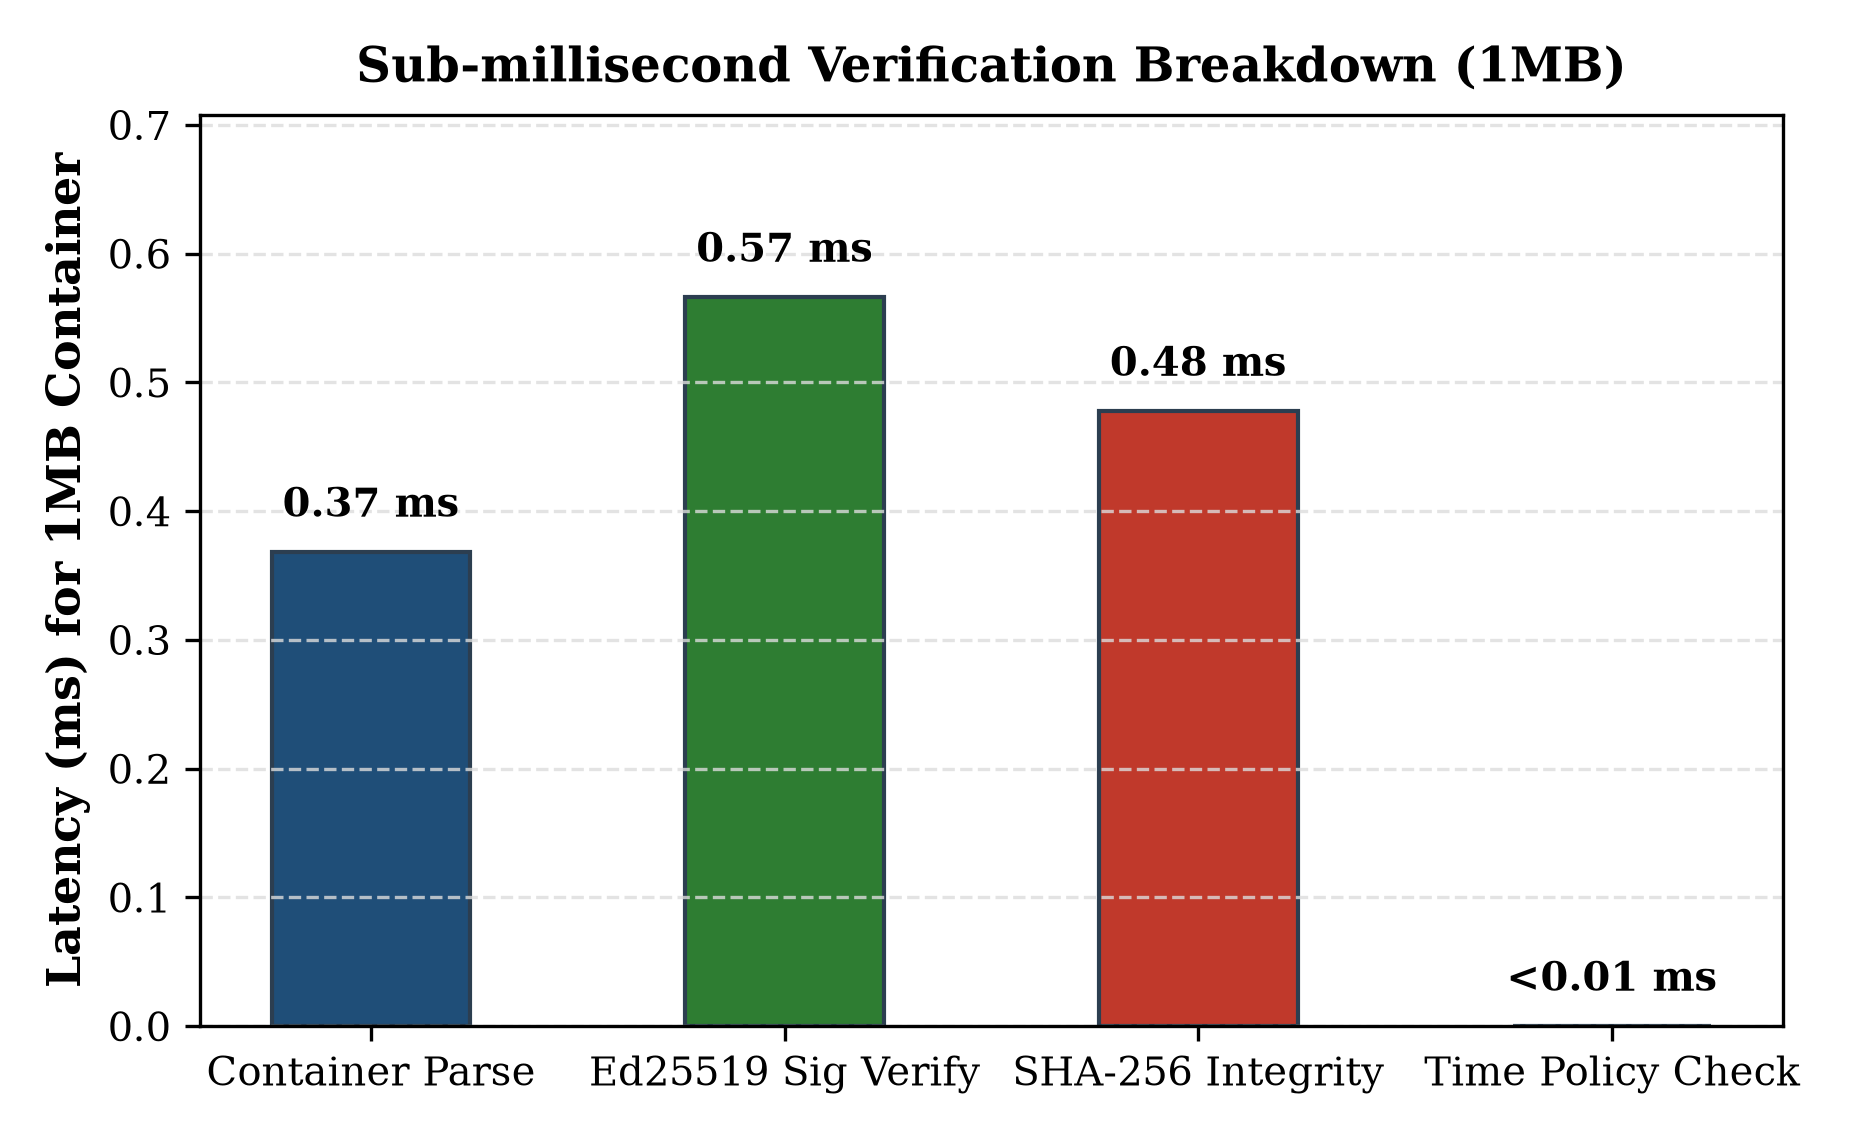 Sub-millisecond Verification Breakdown (1MB)
Latency (ms) for 1MB Container
0.7
0.6
0.5
0.4
0.3
0.2
0.1
0.0
0.37 ms
0.57 ms
0.48 ms
<0.01 ms
Container Parse
Ed25519 Sig Verify
SHA-256 Integrity
Time Policy Check